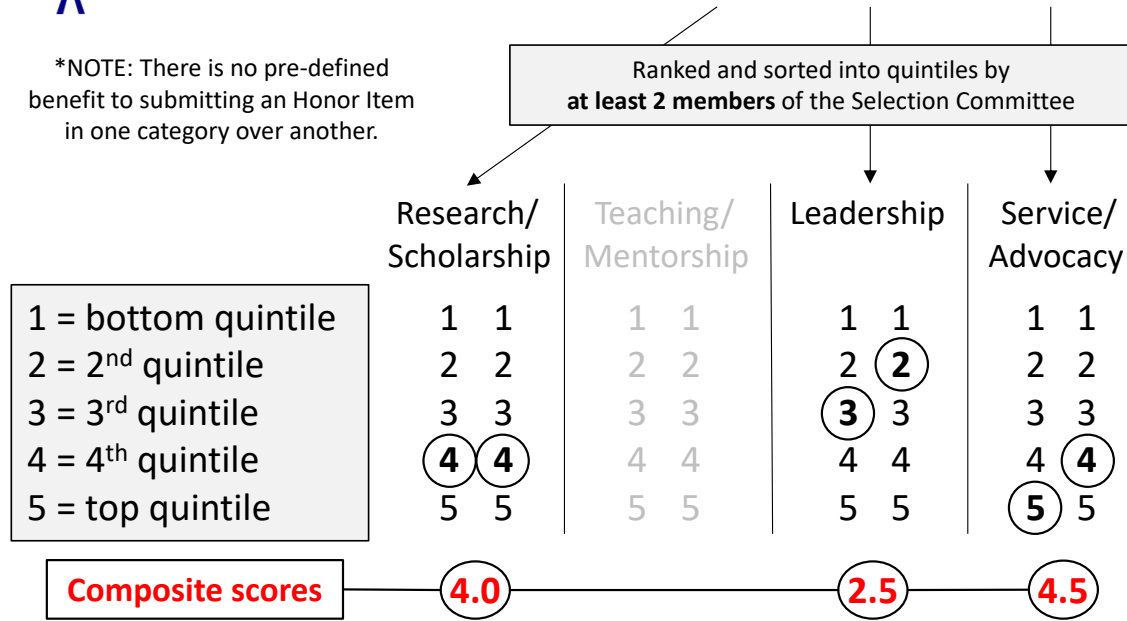 *NOTE: There is no pre-defined
benefit to submitting an Honor Item
in one category over another.
Ranked and sorted into quintiles by
at least 2 members of the Selection Committee
Research/ Teaching/ Leadership Service/
Scholarship Mentorship Advocacy
1 = bottom quintile 1 1 1 1 1 1 1 1
2 = 2nd quintile 2 2 2 2 2 2 2 2
3 = 3rd quintile 3 3 3 3 3 3 3 3
4 = 4th quintile 4 4 4 4 4 4 4 4
5 = top quintile 5 5 5 5 5 5 5 5
Composite scores 4.0 2.5 4.5